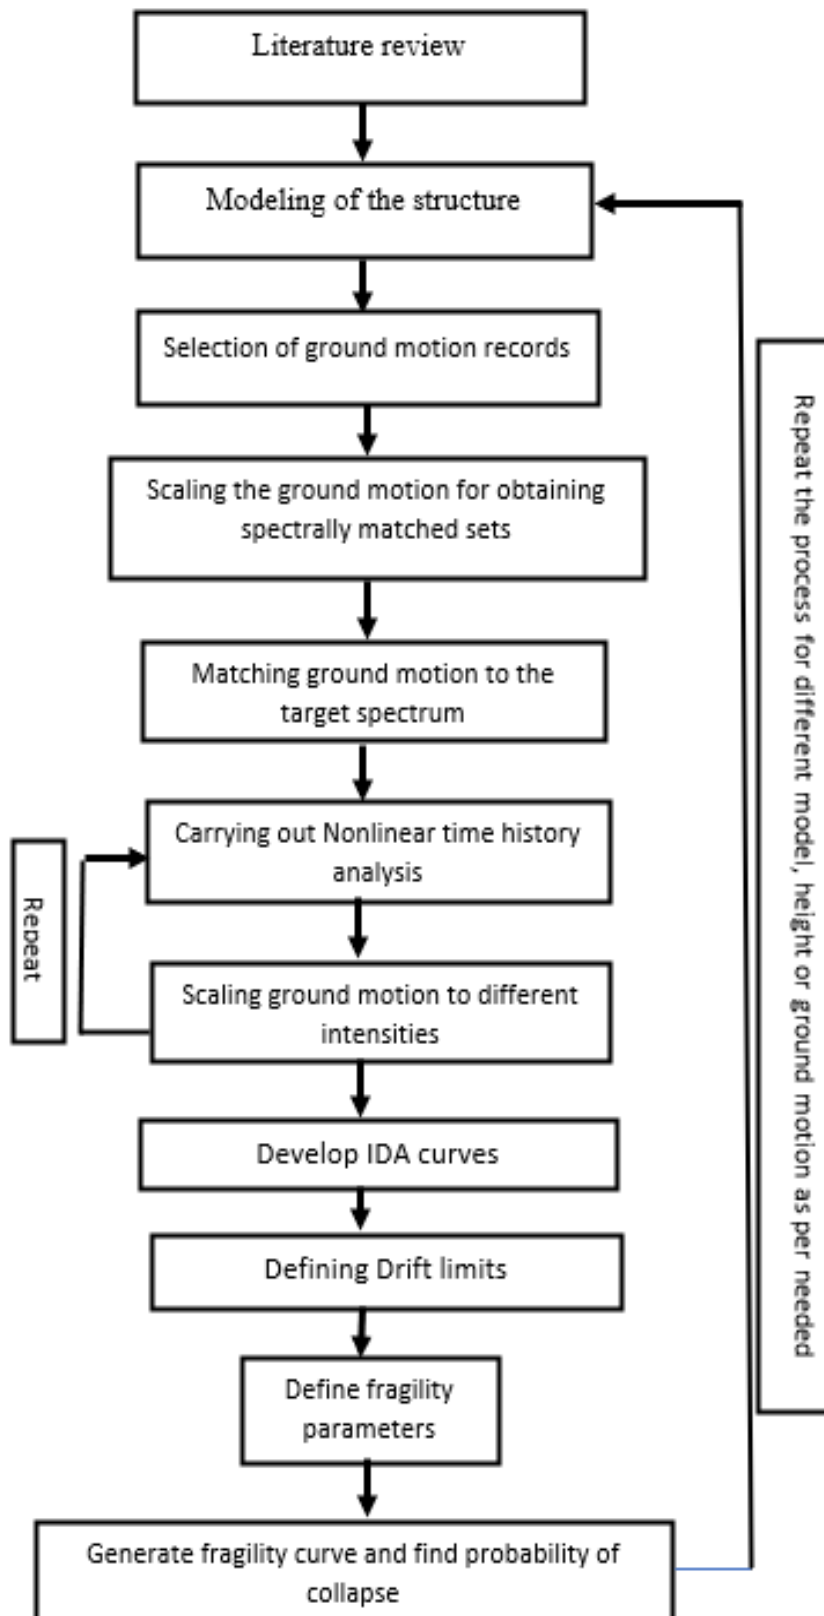 Literature review
Modeling of the structure
Selection of ground motion records
Scaling the ground motion for obtaining
spectrally matched sets
Matching ground motion to the
target spectrum
Carrying out Nonlinear time history
analysis
Repeat
Scaling ground motion to different
intensities
Develop IDA curves
Defining Drift limits
Define fragility
parameters
Generate fragility curve and find probability of
collapse
Repeat the process for different model, height or ground motion as per needed